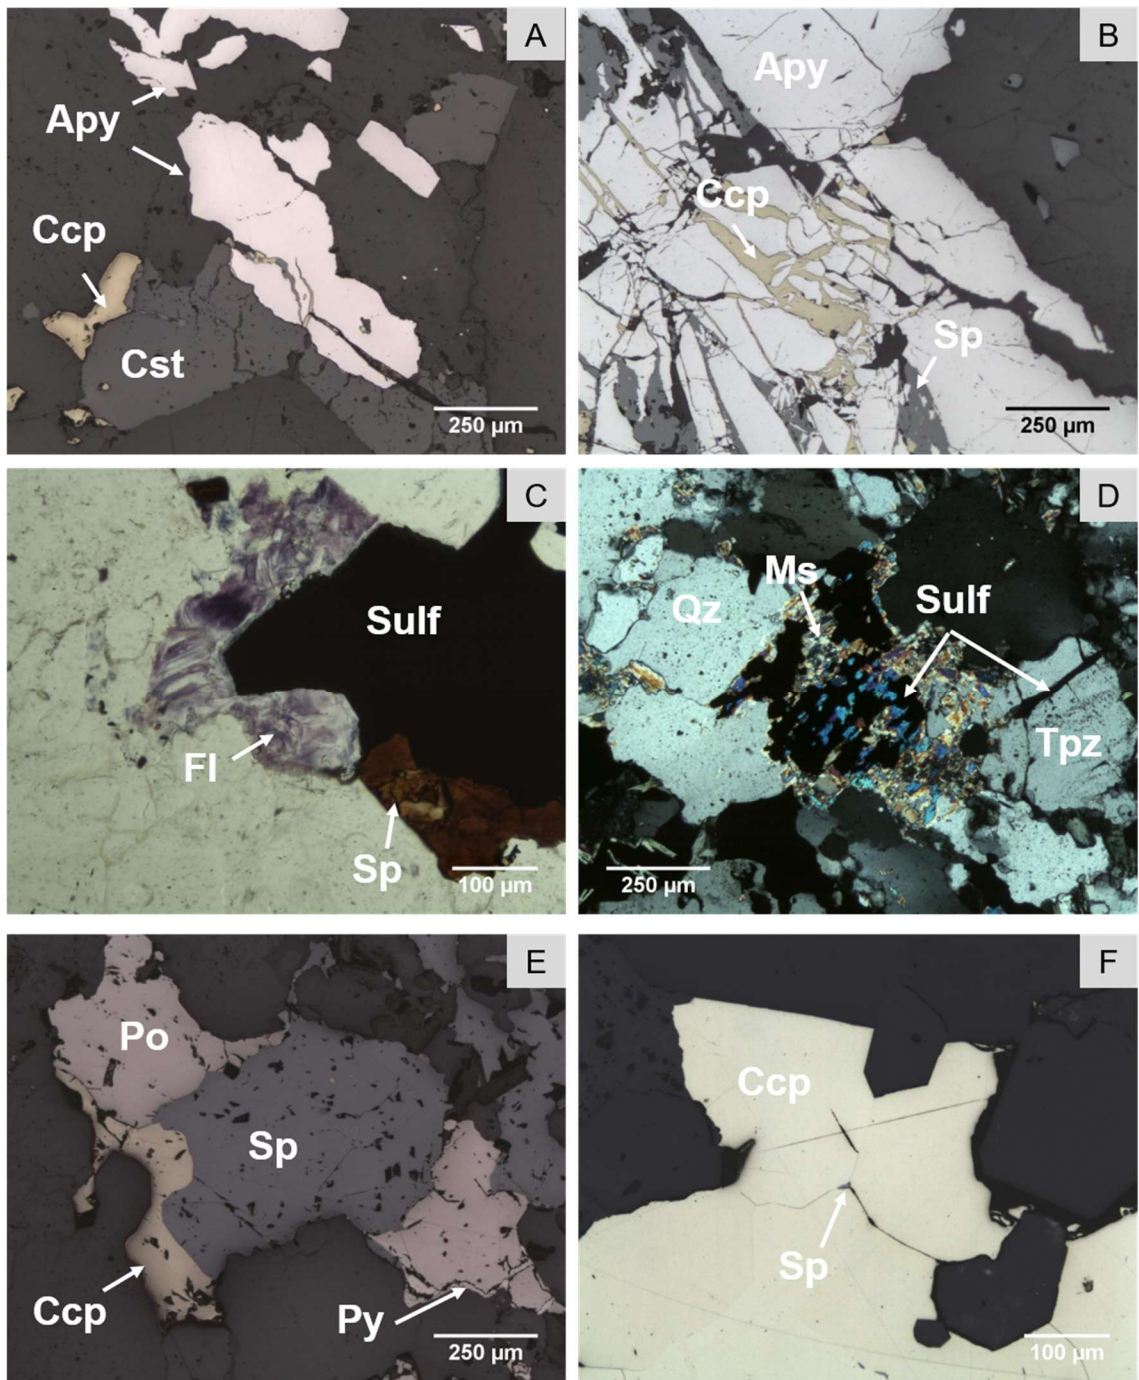 A
Apy
Ccp
Cst
250 µm
B
Apy
Ccp
Sp
250 µm
C
Sulf
Fl
Sp
100 µm
D
Ms
Sulf
Qz
Tpz
250 µm
E
Po
Sp
Ccp
Py
250 µm
F
Ccp
Sp
100 µm